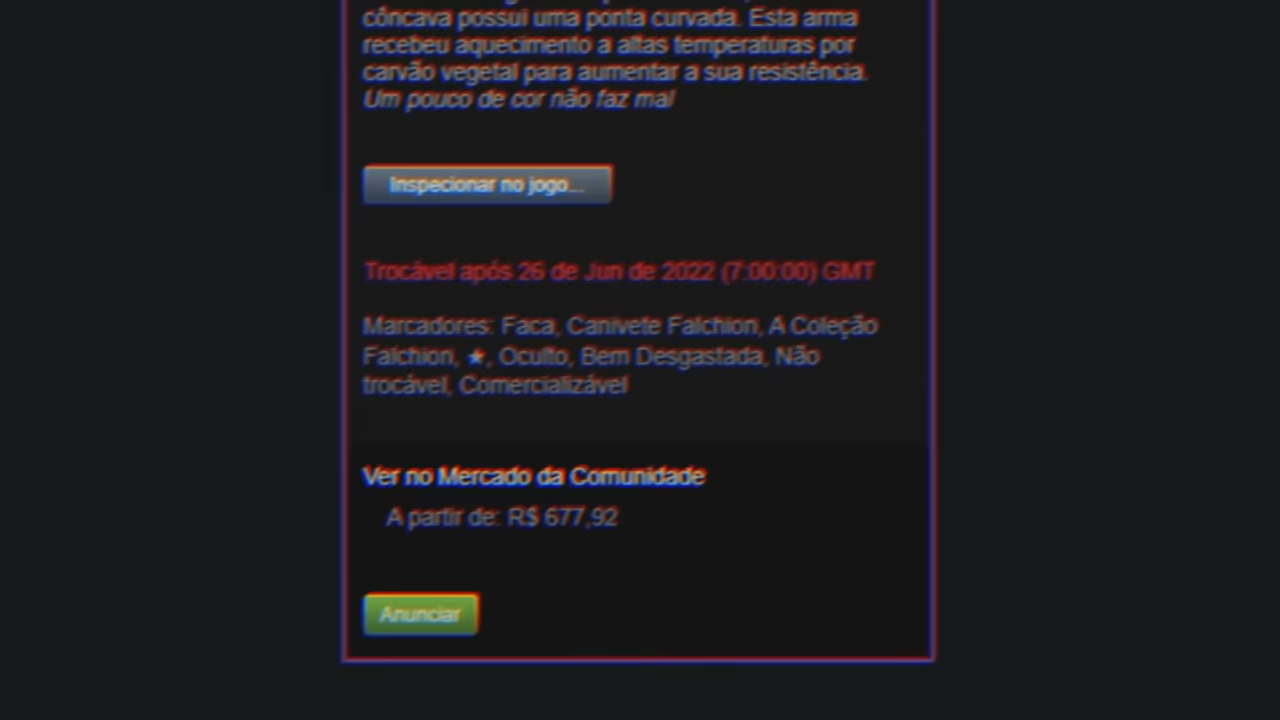 côncava possui uma ponta curvada. Esta arma
recebeu aquecimento a altas temperaturas por
carvão vegetal para aumentar a sua resistência.
Um pouco de cor não faz mal
Inspecionar no jogo...
Trocável após 26 de Jun de 2022 (7:00:00) GMT
Marcadores: Faca, Canivete Falchion, A Coleção
Falchion, ★, Oculto, Bem Desgastada, Não
trocável, Comercializável
Ver no Mercado da Comunidade
A partir de: R$ 677,92
Anunciar